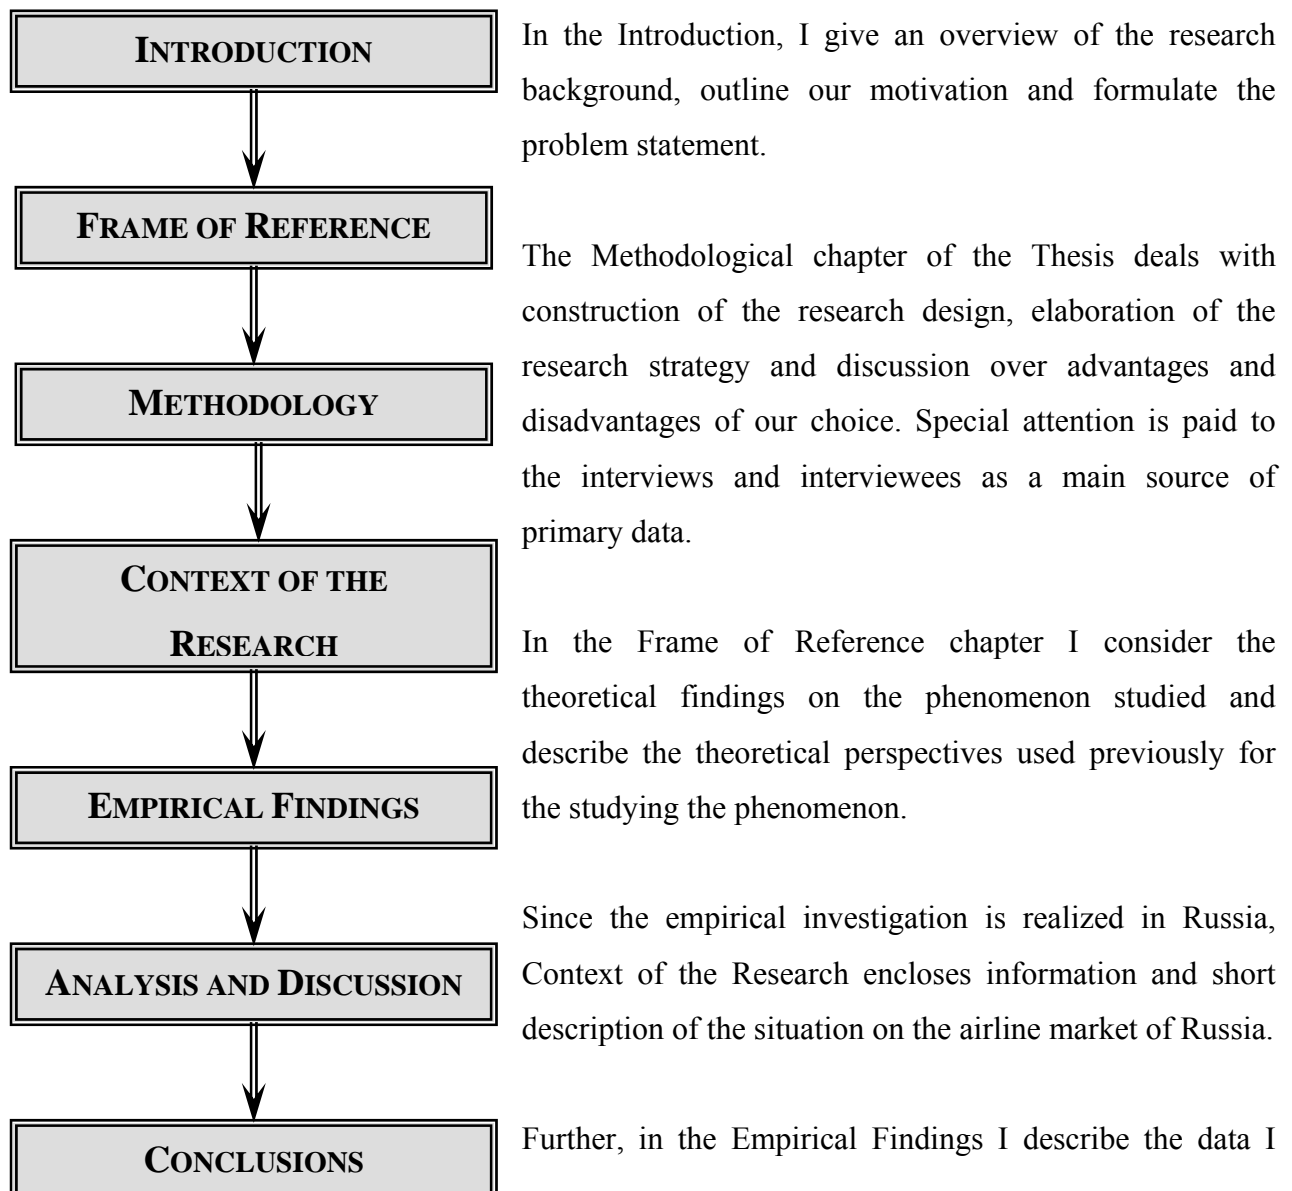 INTRODUCTION
FRAME OF REFERENCE
METHODOLOGY
CONTEXT OF THE
RESEARCH
EMPIRICAL FINDINGS
ANALYSIS AND DISCUSSION
CONCLUSIONS
In the Introduction, I give an overview of the research
background, outline our motivation and formulate the
problem statement.
The Methodological chapter of the Thesis deals with
construction of the research design, elaboration of the
research strategy and discussion over advantages and
disadvantages of our choice. Special attention is paid to
the interviews and interviewees as a main source of
primary data.
In the Frame of Reference chapter I consider the
theoretical findings on the phenomenon studied and
describe the theoretical perspectives used previously for
the studying the phenomenon.
Since the empirical investigation is realized in Russia,
Context of the Research encloses information and short
description of the situation on the airline market of Russia.
Further, in the Empirical Findings I describe the data I